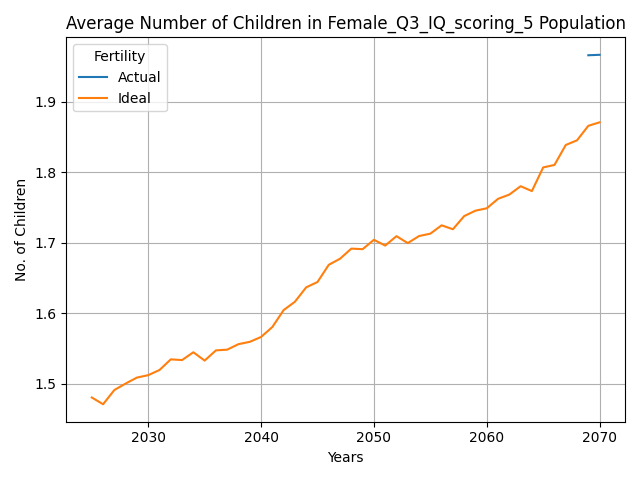 Average Number of Children in Female_Q3_IQ_scoring_5 Population
Fertility
Actual
Ideal
No. of Children
1.9
1.8
1.7
1.6
1.5
2030 2040 2050 2060 2070
Years